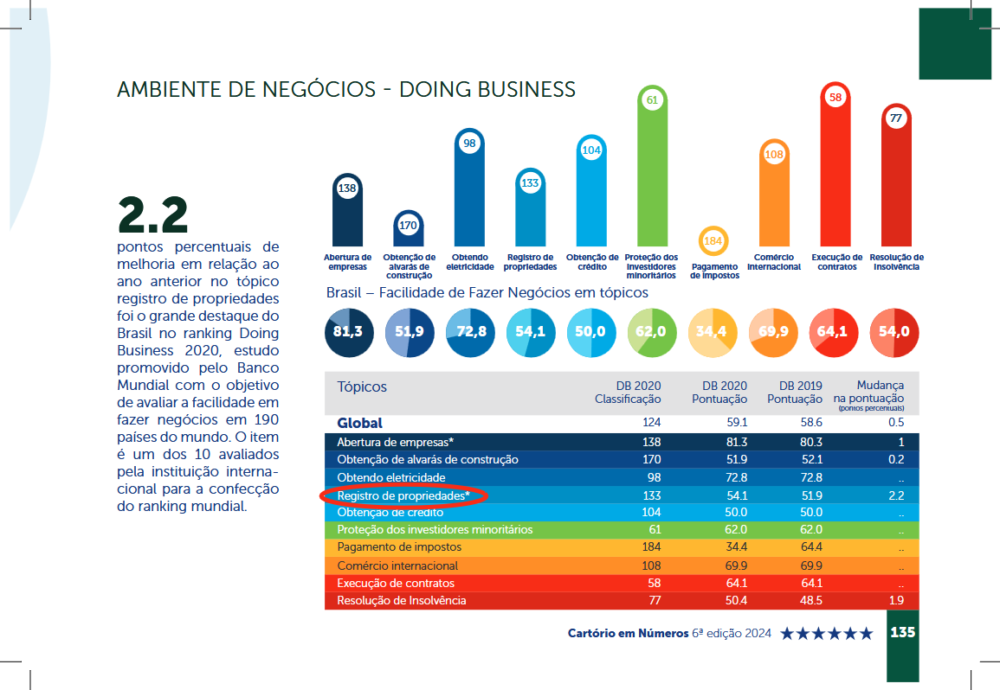 AMBIENTE DE NEGÓCIOS - DOING BUSINESS
2.2
pontos percentuais de
melhoria em relação ao
ano anterior no tópico
registro de propriedades
foi o grande destaque do
Brasil no ranking Doing
Business 2020, estudo
promovido pelo Banco
Mundial com o objetivo
de avaliar a facilidade em
fazer negócios em 190
países do mundo. O item
é um dos 10 avaliados
pela instituição interna-
cional para a confecção
do ranking mundial.
138
170
98
133
104
61
184
108
58
77
Abertura de
empresas
Obtenção de
alvarás de
construção
Obtendo
eletricidade
Registro de
propriedades
Obtenção de
crédito
Proteção dos
Investidores
minoritários
Pagamento
de Impostos
Comércio
Internacional
Execução de
contratos
Resolução de
Insolvência
Brasil – Facilidade de Fazer Negócios em tópicos
81,3 51,9 72,8 54,1 50,0 62,0 34,4 69,9 64,1 54,0
Tópicos DB 2020 Classificação DB 2020 Pontuação DB 2019 Pontuação Mudança na pontuação (pontos percentuais)
Global 124 59.1 58.6 0.5
Abertura de empresas* 138 81.3 80.3 1
Obtenção de alvarás de construção 170 51.9 52.1 0.2
Obtendo eletricidade 98 72.8 72.8 ..
Registro de propriedades* 133 54.1 51.9 2.2
Obtenção de crédito 104 50.0 50.0 ..
Proteção dos investidores minoritários 61 62.0 62.0 ..
Pagamento de impostos 184 34.4 64.4 ..
Comércio internacional 108 69.9 69.9 ..
Execução de contratos 58 64.1 64.1 ..
Resolução de Insolvência 77 50.4 48.5 1.9
Cartório em Números 6ª edição 2024
135